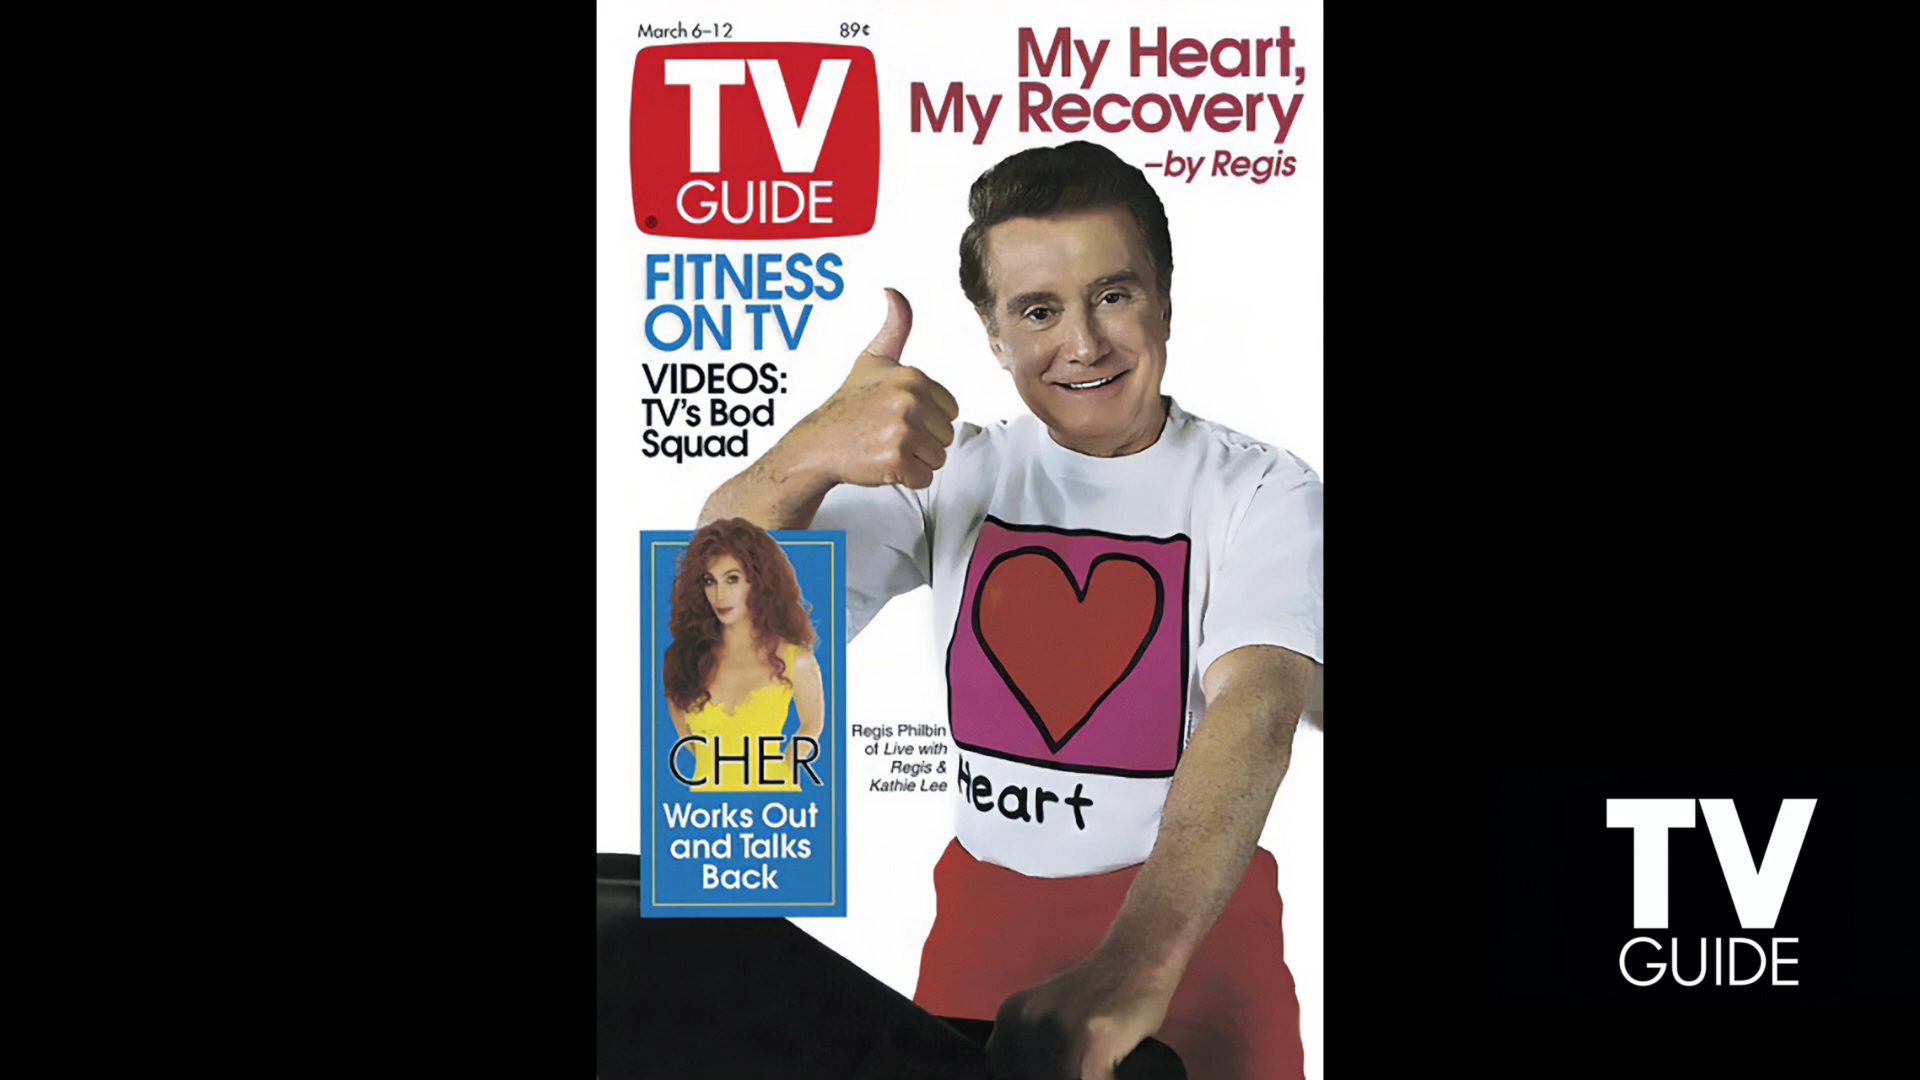 March 6–12
89¢
TV
GUIDE
®
My Heart,
My Recovery
–by Regis
FITNESS
ON TV
VIDEOS:
TV's Bod
Squad
CHER
Works Out
and Talks
Back
Regis Philbin
of Live with
Regis &
Kathie Lee
Heart
TV
GUIDE